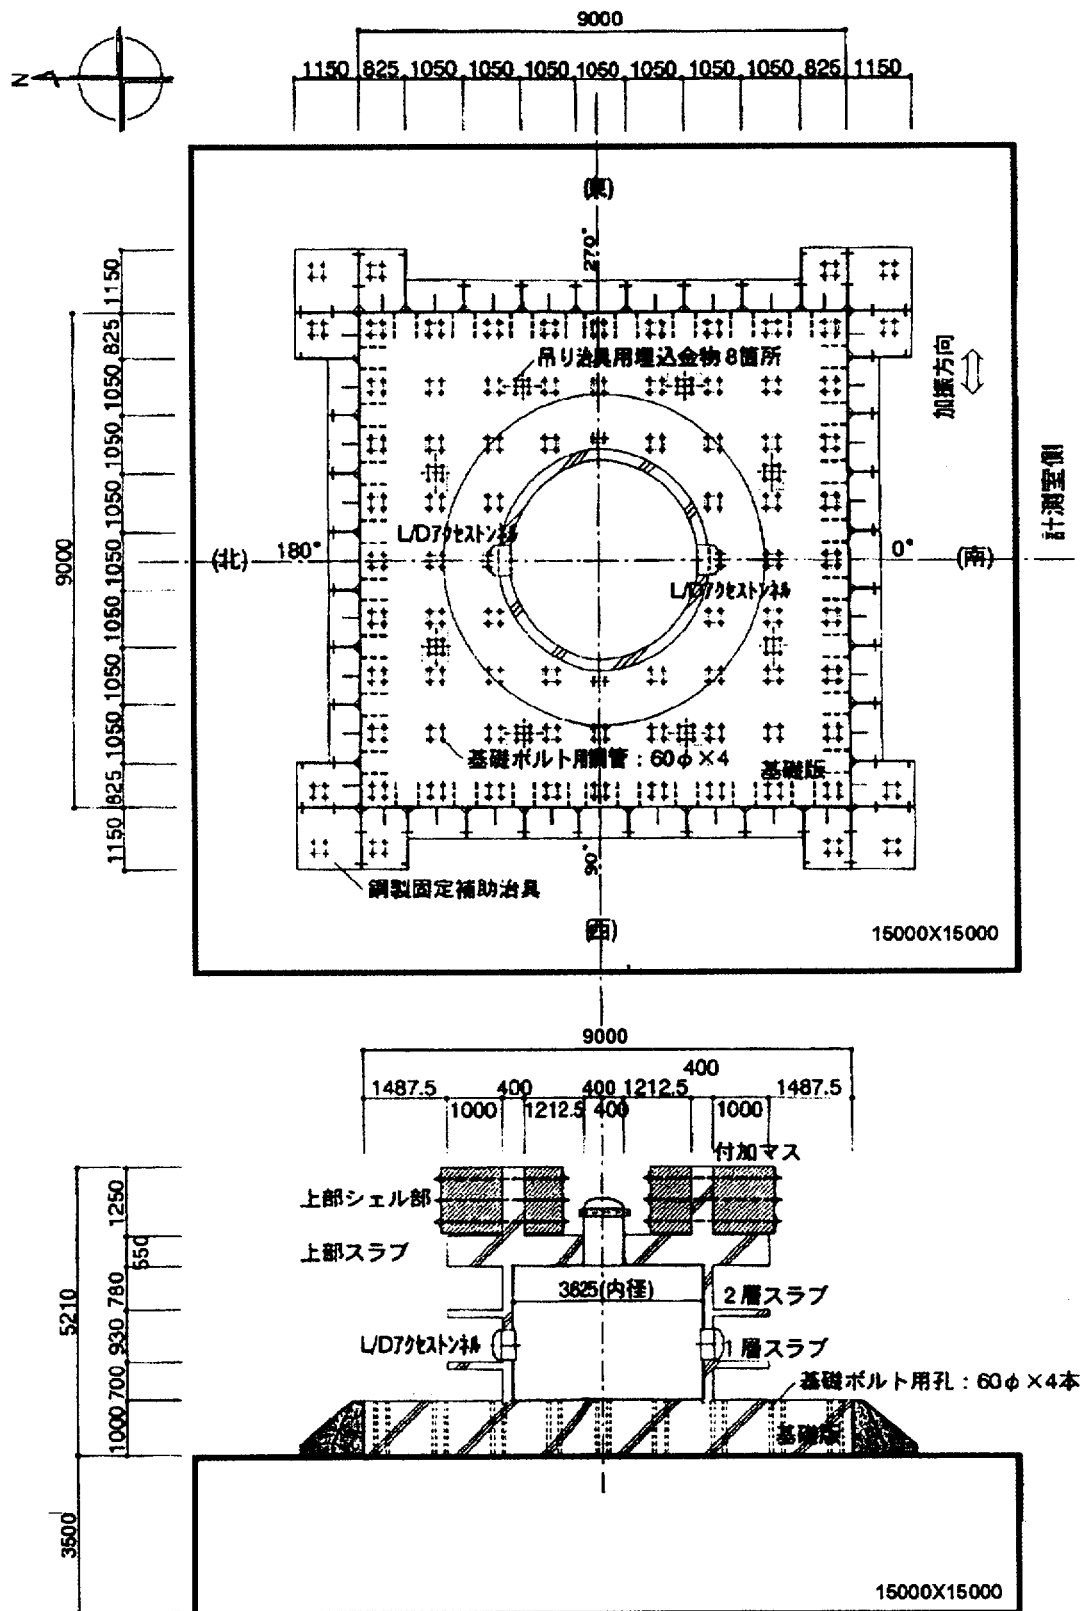 9000
N
1150 825 1050 1050 1050 1050 1050 1050 1050 825 1150
(東)
270°
1150
825
1050
1050
1050
1050
1050
1050
1050
825
1150
9000
吊り治具用埋込金物8箇所
加振方向
計測室側
L/Dアクセストンネル
(北)
180°
0°
(南)
L/Dアクセストンネル
基礎ボルト用鋼管：60φ×4
基礎版
90°
鋼製固定補助治具
(西)
15000X15000
9000
400
1487.5 400 400 1212.5 1487.5
1000 1212.5 400 1000
付加マス
上部シェル部
上部スラブ
1250
550
780
930
700
1000
5210
3500
3625(内径)
2層スラブ
L/Dアクセストンネル
1層スラブ
基礎ボルト用孔：60φ×4本
基礎版
15000X15000